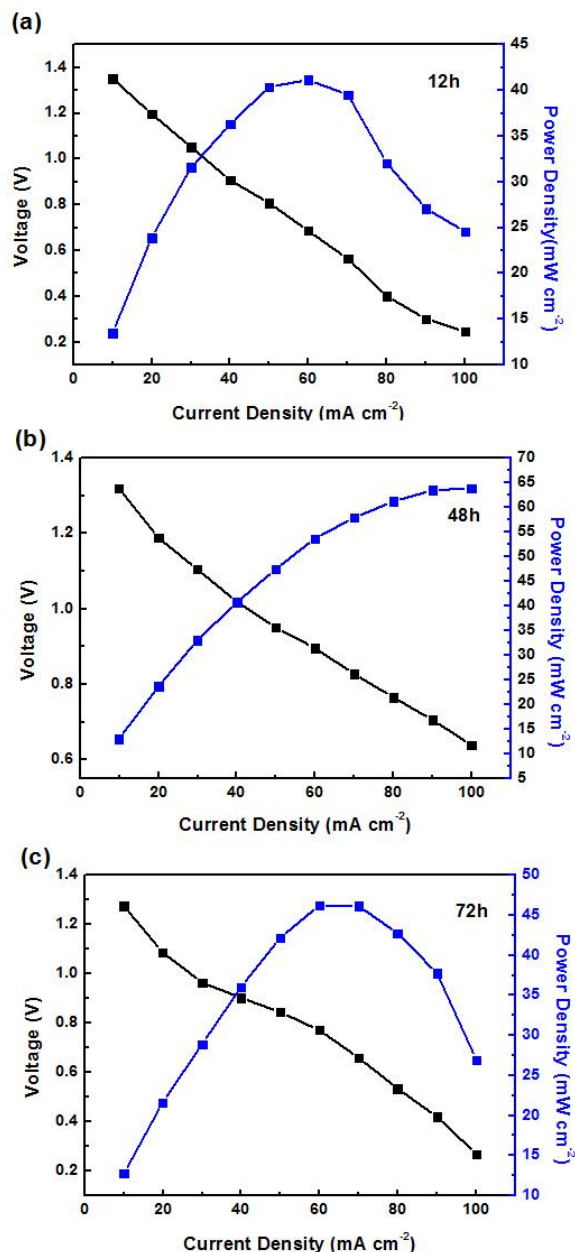 (a)
12h
1.4
1.2
1.0
0.8
0.6
0.4
0.2
Voltage (V)
45
40
35
30
25
20
15
10
Power Density(mW cm⁻²)
0 20 40 60 80 100
Current Density (mA cm⁻²)
(b)
48h
1.4
1.2
1.0
0.8
0.6
Voltage (V)
70
65
60
55
50
45
40
35
30
25
20
15
10
5
Power Density (mW cm⁻²)
0 20 40 60 80 100
Current Density (mA cm⁻²)
(c)
72h
1.4
1.2
1.0
0.8
0.6
0.4
0.2
Voltage (V)
50
45
40
35
30
25
20
15
10
Power Density (mW cm⁻²)
0 20 40 60 80 100
Current Density (mA cm⁻²)